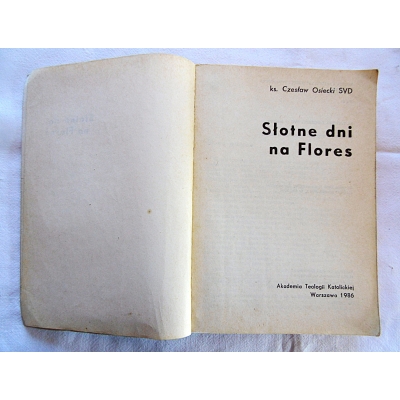 ks. Czesław Osiecki SVD
Słotne dni
na Flores
Akademia Teologii Katolickiej
Warszawa 1986